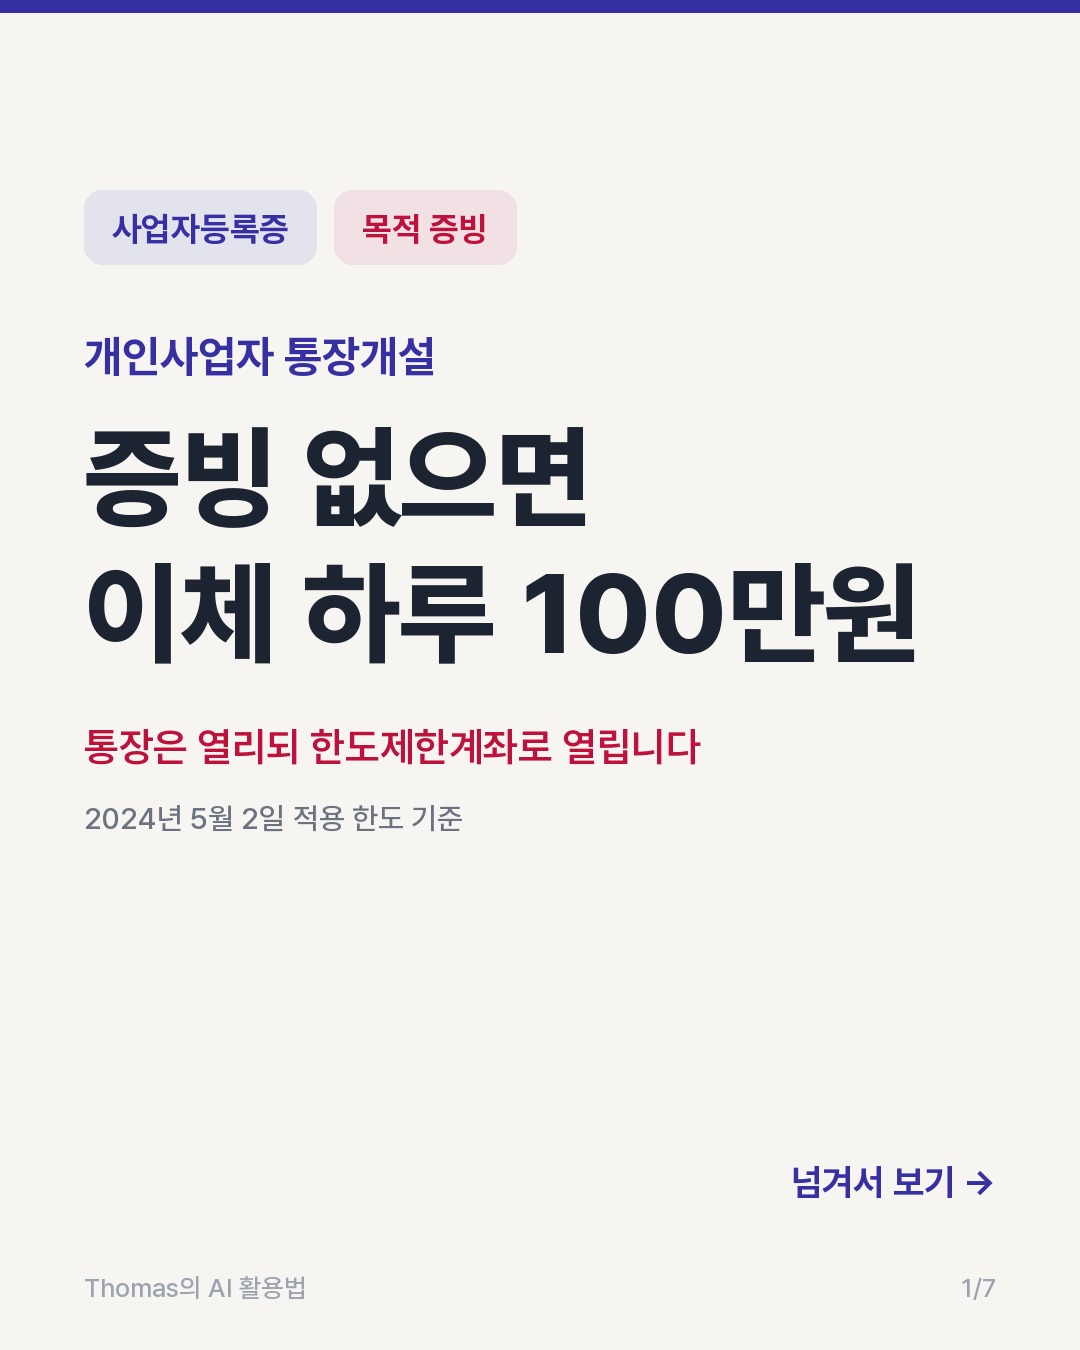 사업자등록증 목적 증빙
개인사업자 통장개설
증빙 없으면
이체 하루 100만원
통장은 열리되 한도제한계좌로 열립니다
2024년 5월 2일 적용 한도 기준
넘겨서 보기 →
Thomas의 AI 활용법 1/7